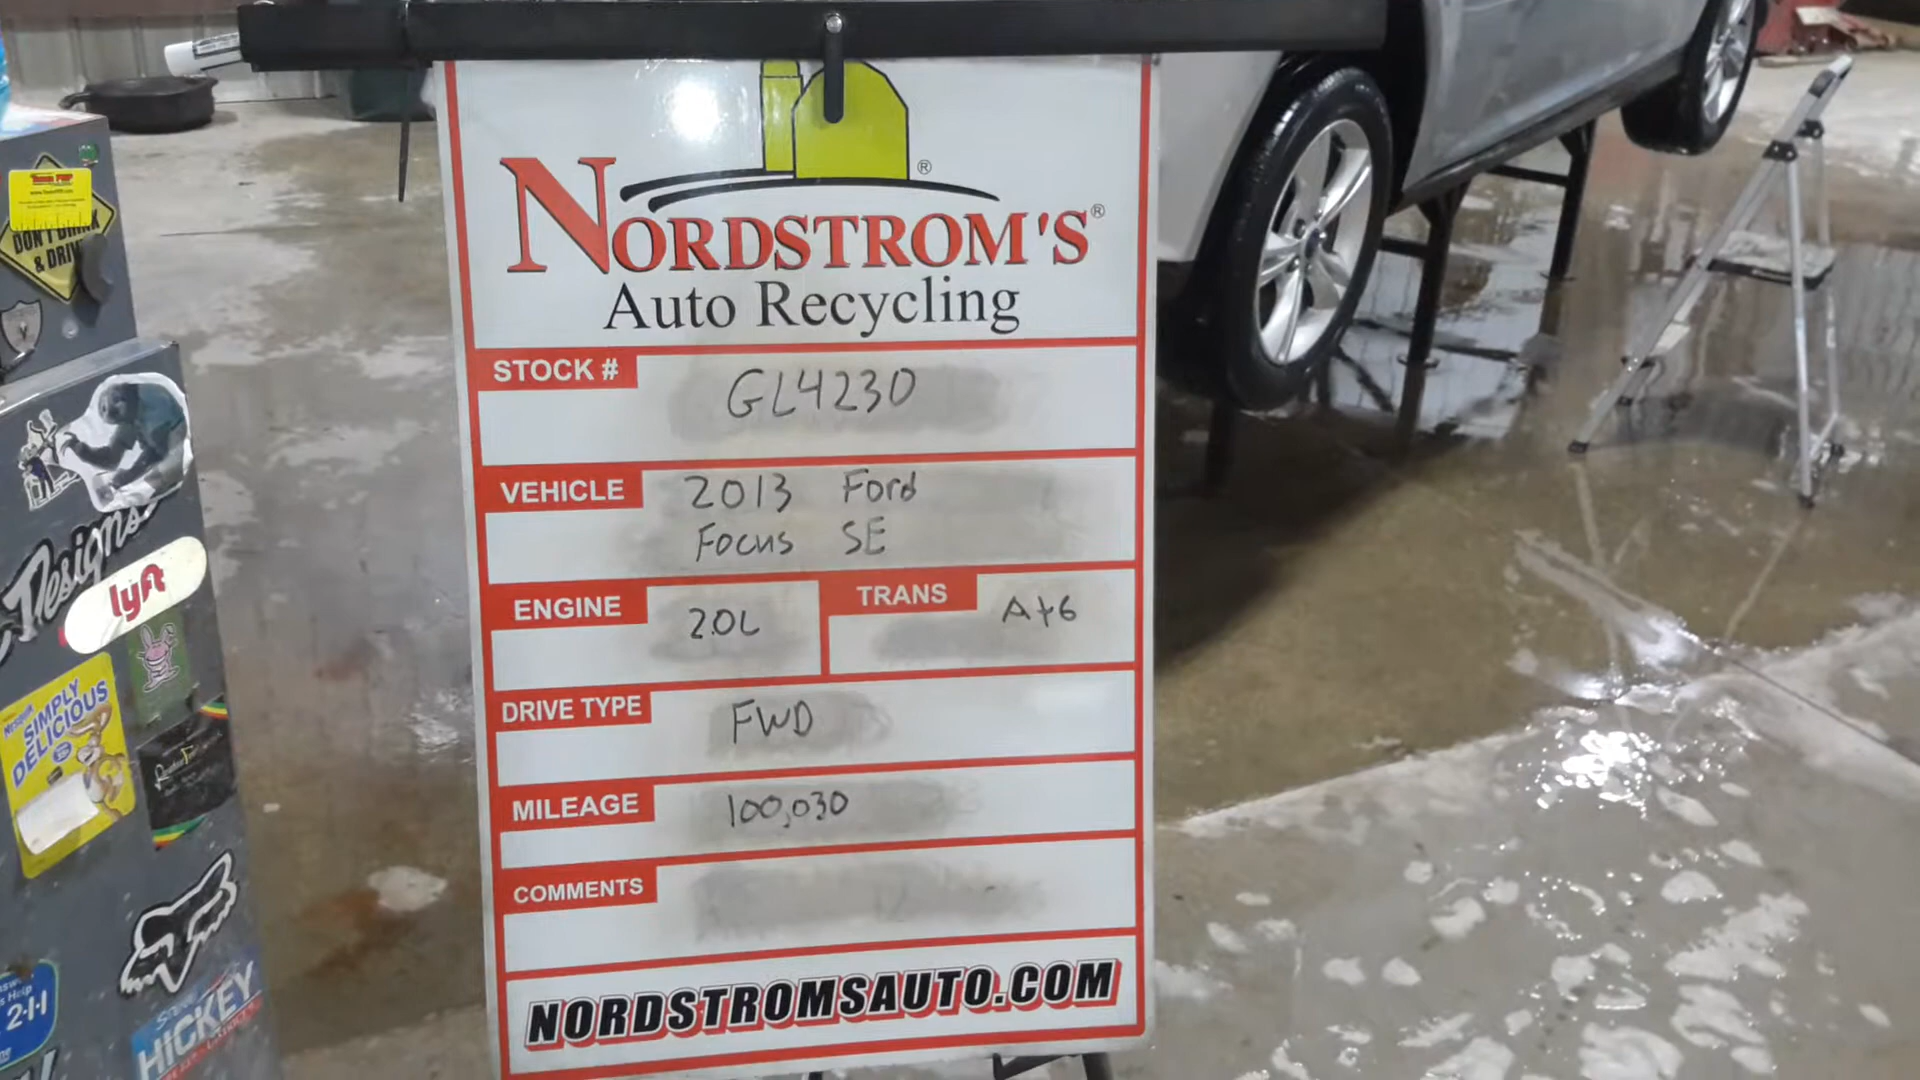 NORDSTROM'S®
®
Auto Recycling
STOCK # GL4230
VEHICLE 2013 Ford
Focus SE
ENGINE 2.0L TRANS At6
DRIVE TYPE FWD
MILEAGE 100,030
COMMENTS
NORDSTROMSAUTO.COM
DON'T DRINK
& DRIVE
Designs
lyft
SIMPLY
DELICIOUS
HICKEY
2-1-1